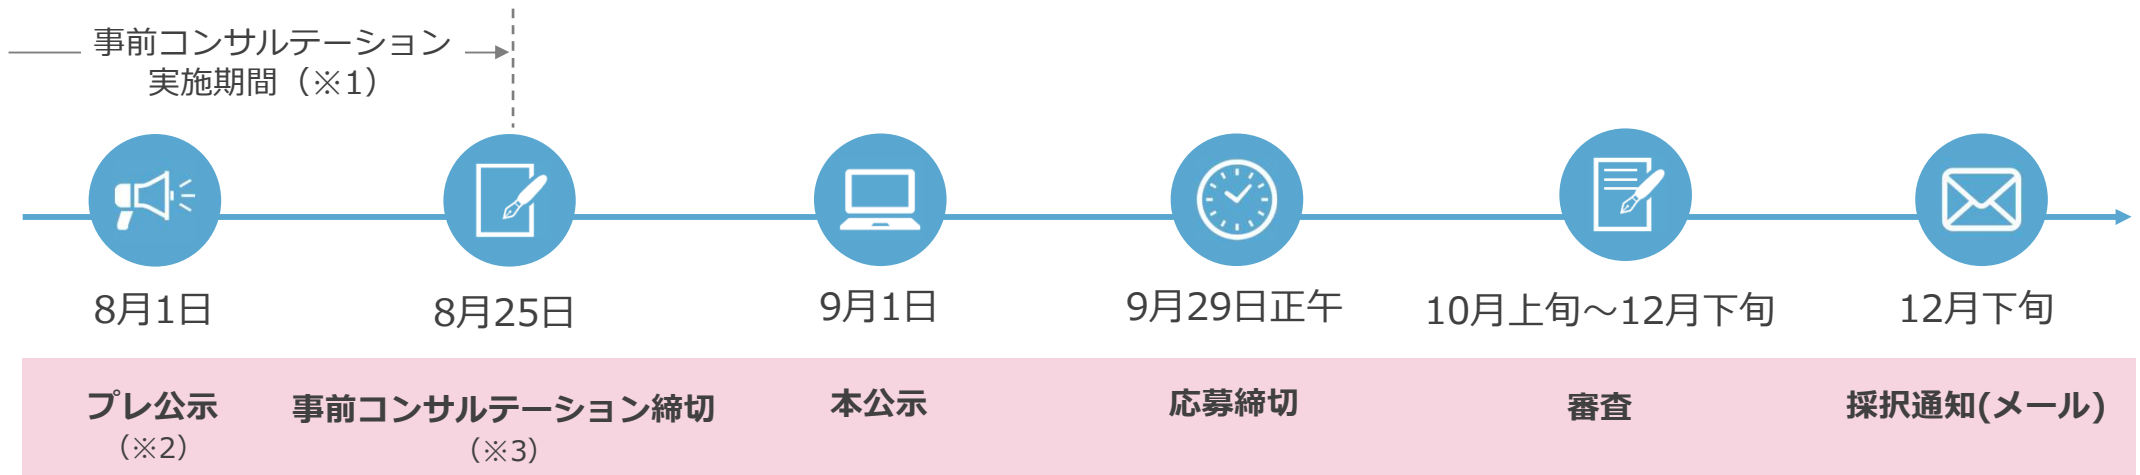 事前コンサルテーション
実施期間（※1）
8月1日
8月25日
9月1日
9月29日正午
10月上旬～12月下旬
12月下旬
プレ公示
（※2）
事前コンサルテーション締切
（※3）
本公示
応募締切
審査
採択通知(メール)